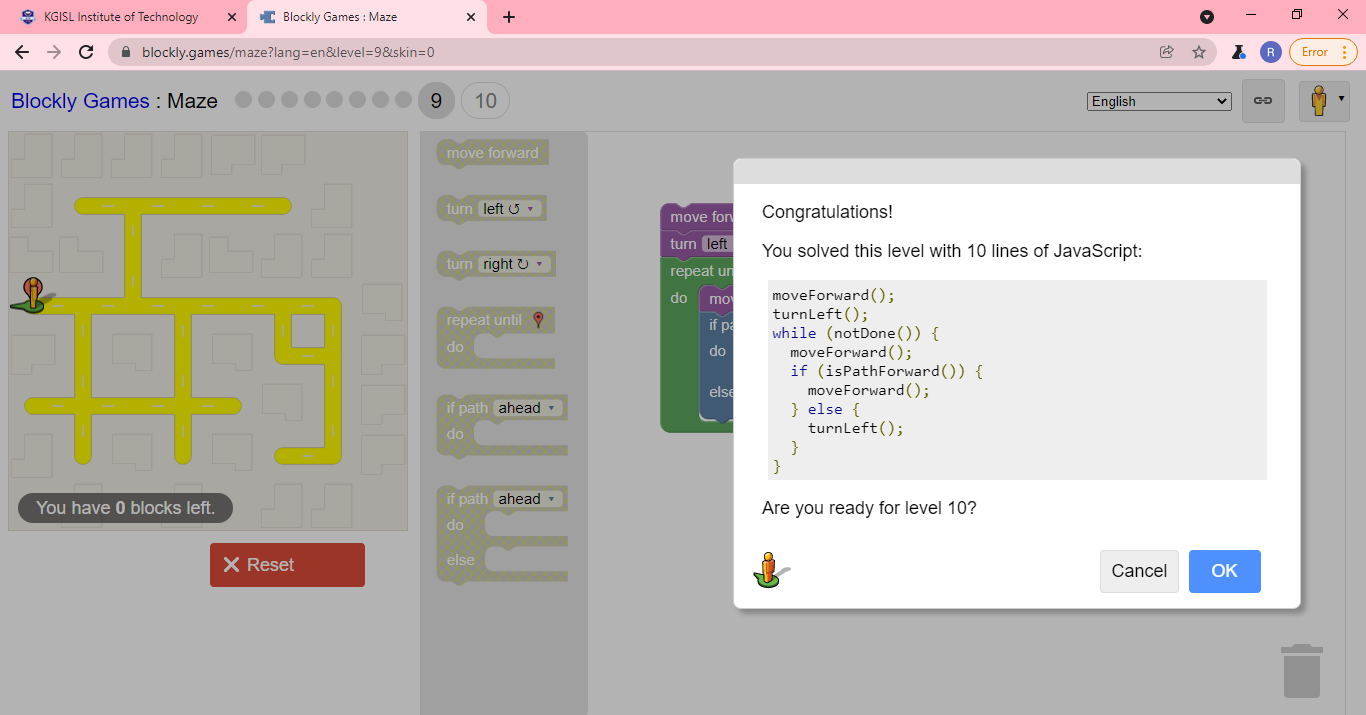 KGISL Institute of Technology
Blockly Games : Maze
blockly.games/maze?lang=en&level=9&skin=0
R
Error
Blockly Games : Maze
9
10
English
move forward
turn left ↺
turn right ↻
repeat until
do
if path ahead
do
if path ahead
do
else
move forw
turn left
repeat un
do
mov
if pa
do
else
You have 0 blocks left.
Reset
Congratulations!
You solved this level with 10 lines of JavaScript:
moveForward();
turnLeft();
while (notDone()) {
moveForward();
if (isPathForward()) {
moveForward();
} else {
turnLeft();
}
}
Are you ready for level 10?
Cancel
OK